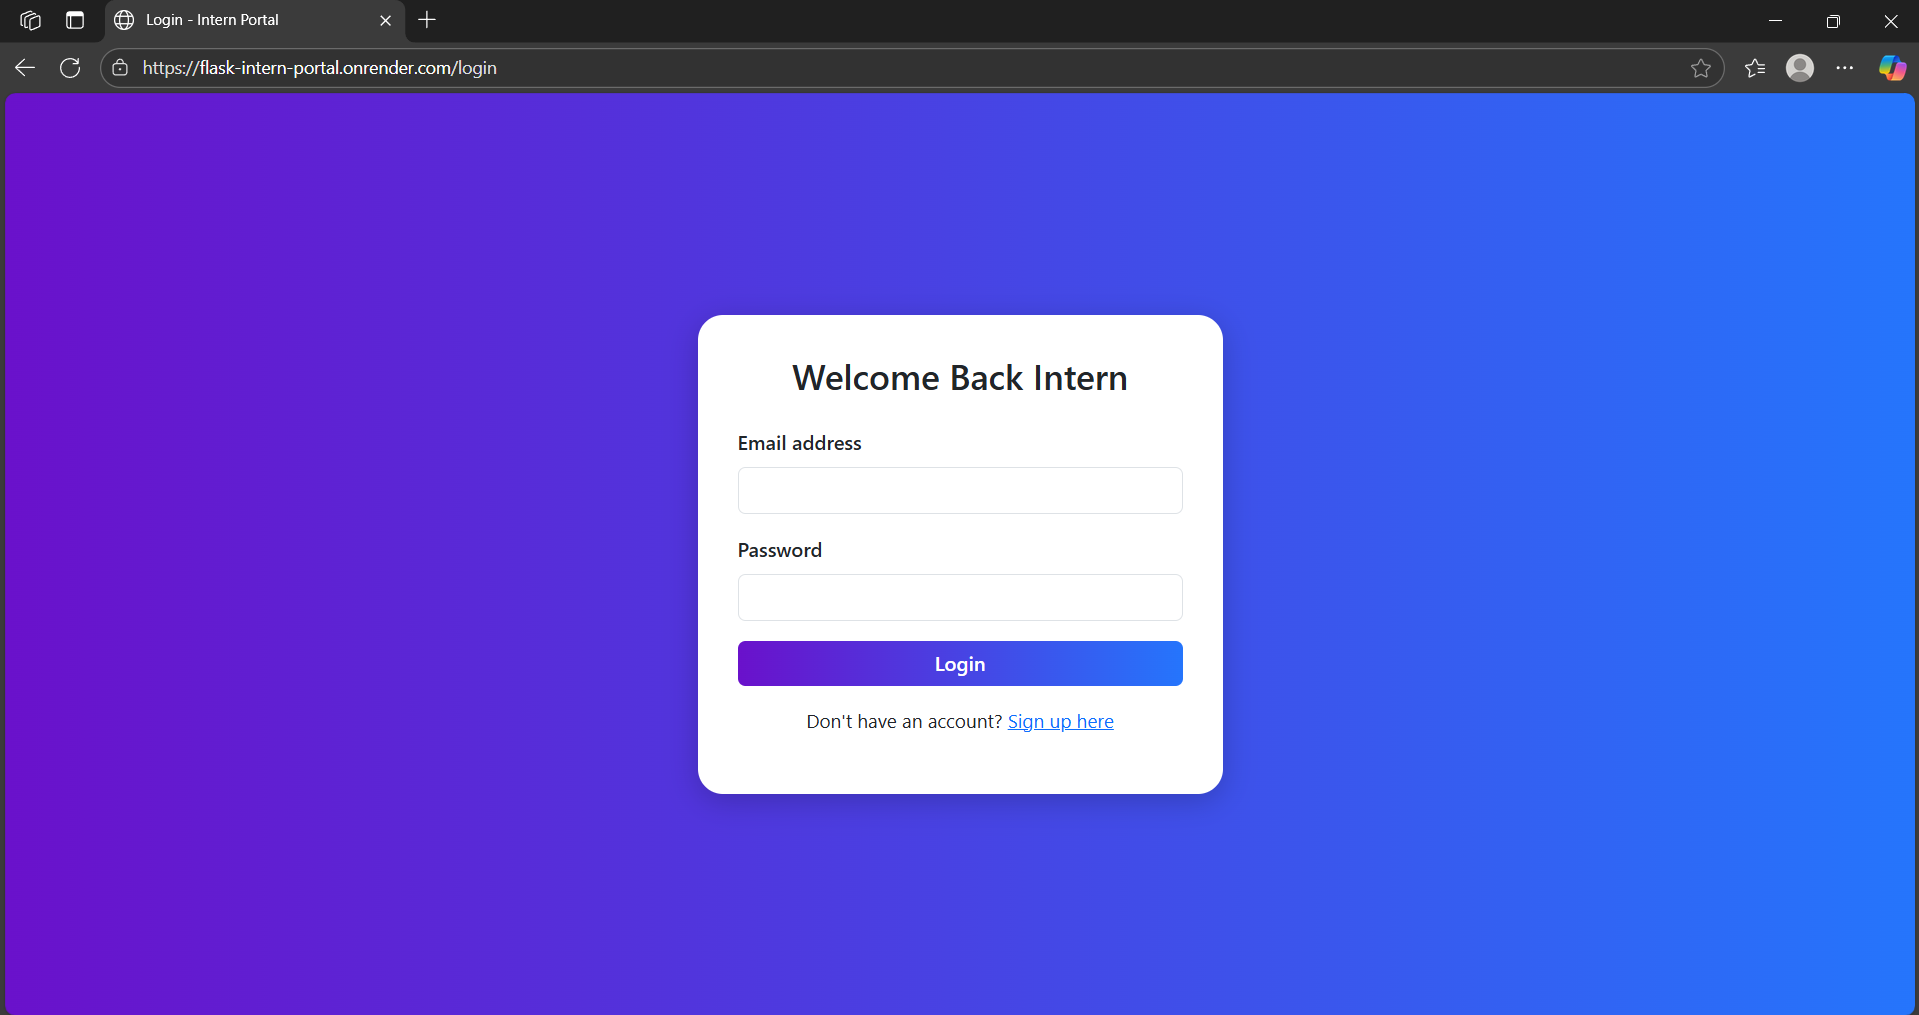 Login - Intern Portal
https://flask-intern-portal.onrender.com/login
Welcome Back Intern
Email address
Password
Login
Don't have an account? Sign up here